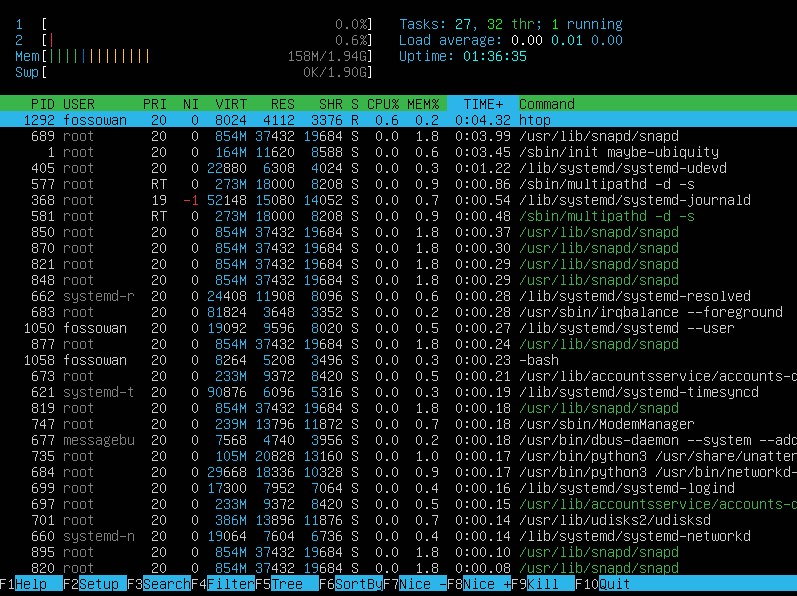 1 [ 0.0%] Tasks: 27, 32 thr; 1 running
2 [| 0.6%] Load average: 0.00 0.01 0.00
Mem[||||||||||||| 158M/1.94G] Uptime: 01:36:35
Swp[ 0K/1.90G]
PID USER PRI NI VIRT RES SHR S CPU% MEM% TIME+ Command
1292 fossowan 20 0 8024 4112 3376 R 0.6 0.2 0:04.32 htop
689 root 20 0 854M 37432 19684 S 0.0 1.8 0:03.99 /usr/lib/snapd/snapd
1 root 20 0 164M 11620 8588 S 0.0 0.6 0:03.45 /sbin/init maybe-ubiquity
405 root 20 0 22880 6308 4024 S 0.0 0.3 0:01.22 /lib/systemd/systemd-udevd
577 root RT 0 273M 18000 8208 S 0.0 0.9 0:00.86 /sbin/multipathd -d -s
368 root 19 -1 52148 15080 14052 S 0.0 0.7 0:00.54 /lib/systemd/systemd-journald
581 root RT 0 273M 18000 8208 S 0.0 0.9 0:00.48 /sbin/multipathd -d -s
850 root 20 0 854M 37432 19684 S 0.0 1.8 0:00.37 /usr/lib/snapd/snapd
870 root 20 0 854M 37432 19684 S 0.0 1.8 0:00.30 /usr/lib/snapd/snapd
821 root 20 0 854M 37432 19684 S 0.0 1.8 0:00.29 /usr/lib/snapd/snapd
848 root 20 0 854M 37432 19684 S 0.0 1.8 0:00.29 /usr/lib/snapd/snapd
662 systemd-r 20 0 24408 11908 8096 S 0.0 0.6 0:00.28 /lib/systemd/systemd-resolved
683 root 20 0 81824 3648 3352 S 0.0 0.2 0:00.28 /usr/sbin/irqbalance --foreground
1050 fossowan 20 0 19092 9596 8020 S 0.0 0.5 0:00.27 /lib/systemd/systemd --user
877 root 20 0 854M 37432 19684 S 0.0 1.8 0:00.24 /usr/lib/snapd/snapd
1058 fossowan 20 0 8264 5208 3496 S 0.0 0.3 0:00.23 -bash
673 root 20 0 233M 9372 8420 S 0.0 0.5 0:00.21 /usr/lib/accountsservice/accounts-d
621 systemd-t 20 0 90876 6096 5316 S 0.0 0.3 0:00.19 /lib/systemd/systemd-timesyncd
819 root 20 0 854M 37432 19684 S 0.0 1.8 0:00.18 /usr/lib/snapd/snapd
747 root 20 0 239M 13796 11872 S 0.0 0.7 0:00.18 /usr/sbin/ModemManager
677 messagebu 20 0 7568 4740 3956 S 0.0 0.2 0:00.18 /usr/bin/dbus-daemon --system --add
735 root 20 0 105M 20828 13160 S 0.0 1.0 0:00.17 /usr/bin/python3 /usr/share/unatten
684 root 20 0 29668 18336 10328 S 0.0 0.9 0:00.17 /usr/bin/python3 /usr/bin/networkd-
699 root 20 0 17300 7952 7064 S 0.0 0.4 0:00.16 /lib/systemd/systemd-logind
697 root 20 0 233M 9372 8420 S 0.0 0.5 0:00.15 /usr/lib/accountsservice/accounts-d
701 root 20 0 386M 13896 11876 S 0.0 0.7 0:00.14 /usr/lib/udisks2/udisksd
660 systemd-n 20 0 19064 7604 6736 S 0.0 0.4 0:00.14 /lib/systemd/systemd-networkd
895 root 20 0 854M 37432 19684 S 0.0 1.8 0:00.10 /usr/lib/snapd/snapd
820 root 20 0 854M 37432 19684 S 0.0 1.8 0:00.08 /usr/lib/snapd/snapd
F1Help F2Setup F3SearchF4FilterF5Tree F6SortByF7Nice -F8Nice +F9Kill F10Quit